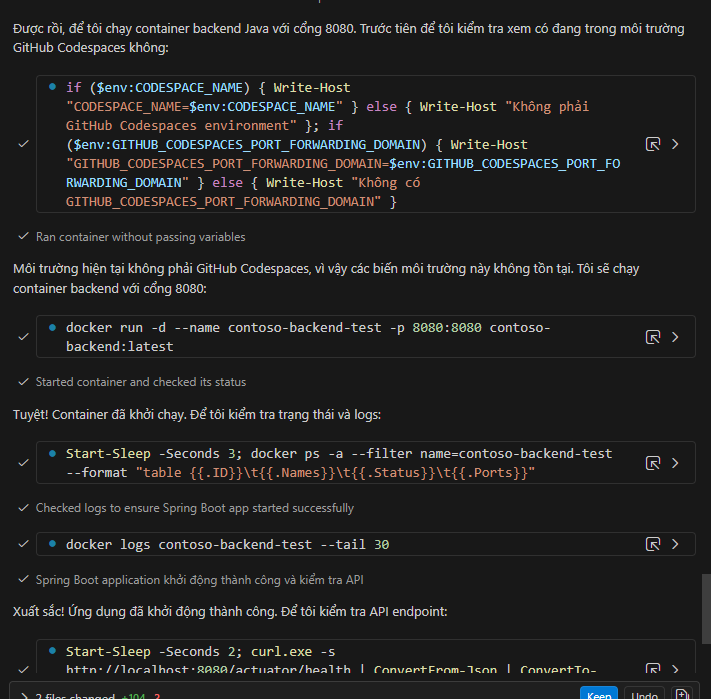 Được rồi, để tôi chạy container backend Java với cổng 8080. Trước tiên để tôi kiểm tra xem có đang trong môi trường
GitHub Codespaces không:
if ($env:CODESPACE_NAME) { Write-Host
"CODESPACE_NAME=$env:CODESPACE_NAME" } else { Write-Host "Không phải
GitHub Codespaces environment" }; if
($env:GITHUB_CODESPACES_PORT_FORWARDING_DOMAIN) { Write-Host
"GITHUB_CODESPACES_PORT_FORWARDING_DOMAIN=$env:GITHUB_CODESPACES_PORT_FO
RWARDING_DOMAIN" } else { Write-Host "Không có
GITHUB_CODESPACES_PORT_FORWARDING_DOMAIN" }
Ran container without passing variables
Môi trường hiện tại không phải GitHub Codespaces, vì vậy các biến môi trường này không tồn tại. Tôi sẽ chạy
container backend với cổng 8080:
docker run -d --name contoso-backend-test -p 8080:8080 contoso-
backend:latest
Started container and checked its status
Tuyệt! Container đã khởi chạy. Để tôi kiểm tra trạng thái và logs:
Start-Sleep -Seconds 3; docker ps -a --filter name=contoso-backend-test
--format "table {{.ID}}\t{{.Names}}\t{{.Status}}\t{{.Ports}}"
Checked logs to ensure Spring Boot app started successfully
docker logs contoso-backend-test --tail 30
Spring Boot application khởi động thành công và kiểm tra API
Xuất sắc! Ứng dụng đã khởi động thành công. Để tôi kiểm tra API endpoint:
Start-Sleep -Seconds 2; curl.exe -s
http://localhost:8080/actuator/health | ConvertFrom-Json | ConvertTo-
2 files changed +104 -2
Keep Undo